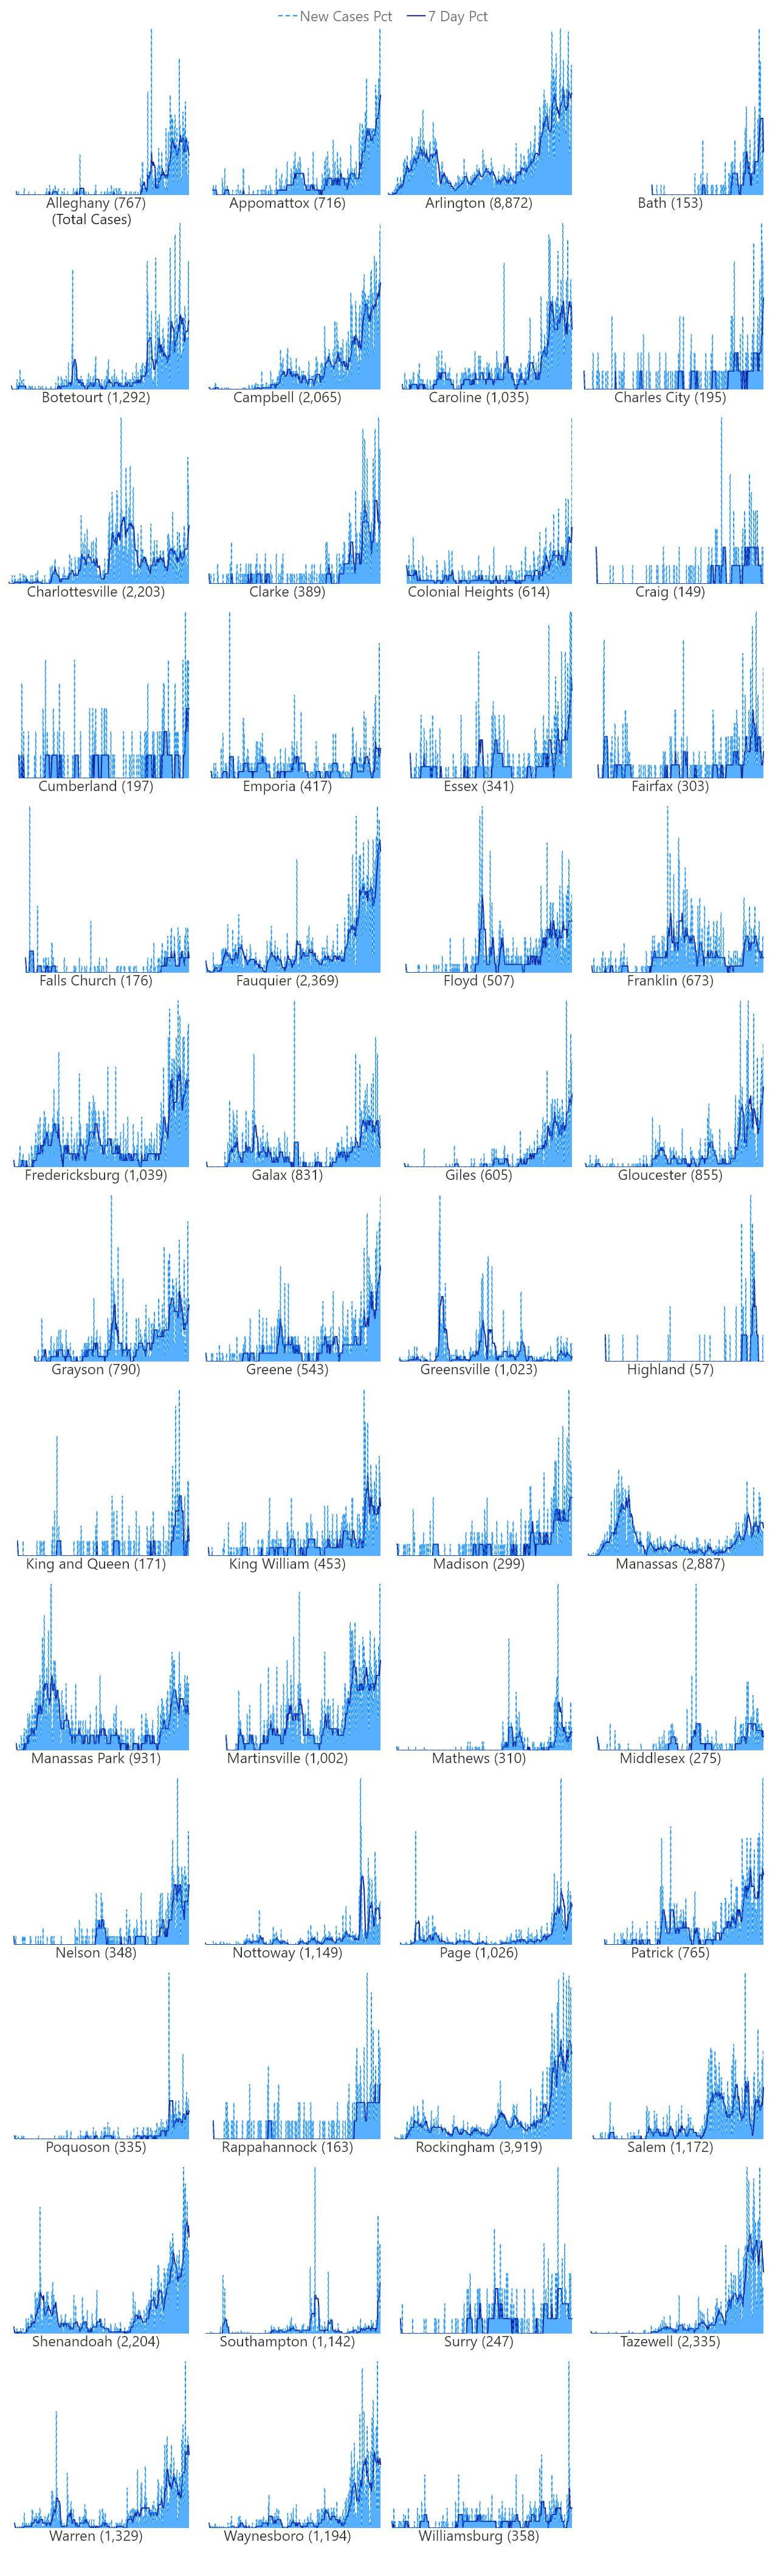 New Cases Pct 7 Day Pct
Alleghany (767) Appomattox (716) Arlington (8,872) Bath (153)
(Total Cases)
Botetourt (1,292) Campbell (2,065) Caroline (1,035) Charles City (195)
Charlottesville (2,203) Clarke (389) Colonial Heights (614) Craig (149)
Cumberland (197) Emporia (417) Essex (341) Fairfax (303)
Falls Church (176) Fauquier (2,369) Floyd (507) Franklin (673)
Fredericksburg (1,039) Galax (831) Giles (605) Gloucester (855)
Grayson (790) Greene (543) Greensville (1,023) Highland (57)
King and Queen (171) King William (453) Madison (299) Manassas (2,887)
Manassas Park (931) Martinsville (1,002) Mathews (310) Middlesex (275)
Nelson (348) Nottoway (1,149) Page (1,026) Patrick (765)
Poquoson (335) Rappahannock (163) Rockingham (3,919) Salem (1,172)
Shenandoah (2,204) Southampton (1,142) Surry (247) Tazewell (2,335)
Warren (1,329) Waynesboro (1,194) Williamsburg (358)